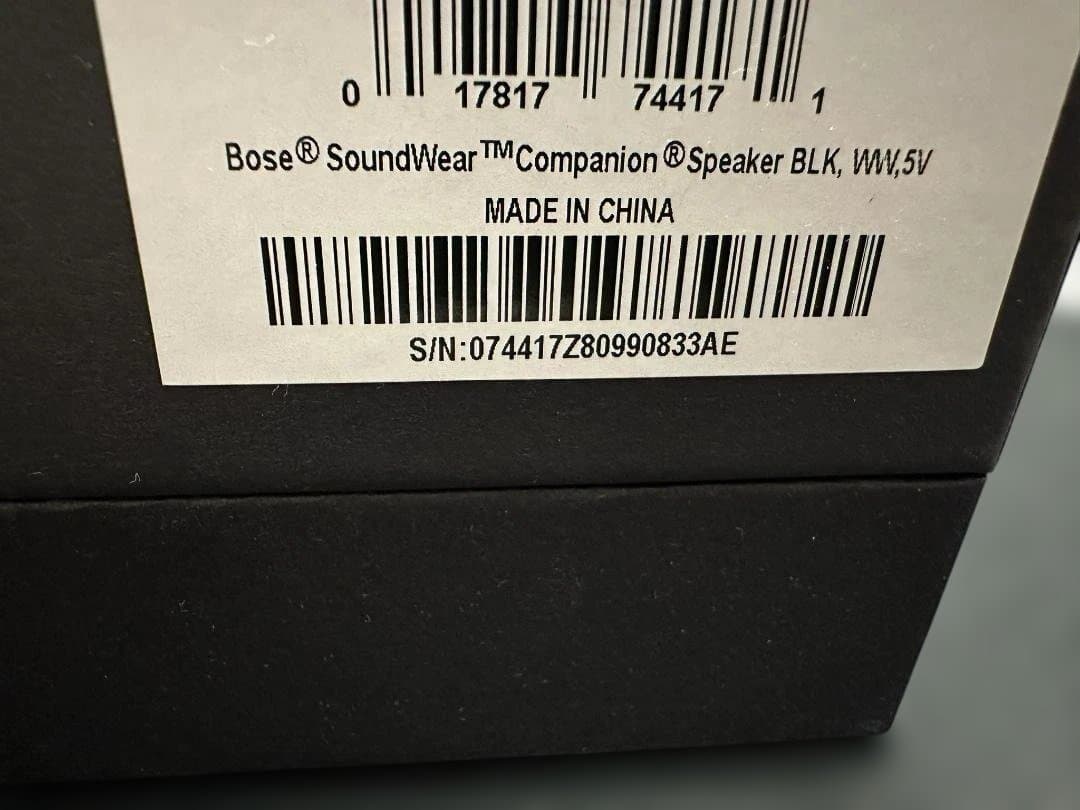 0 17817 74417 1
Bose® SoundWear™ Companion® Speaker BLK, WW,5V
MADE IN CHINA
S/N:074417Z80990833AE